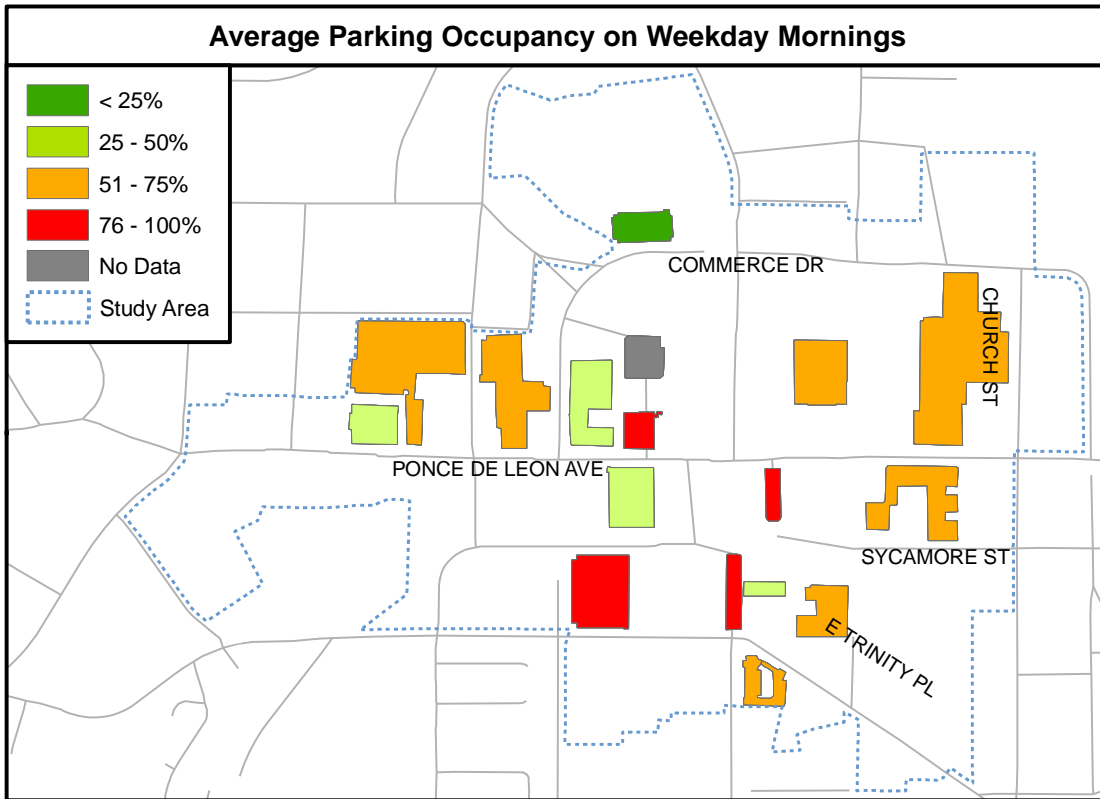 Average Parking Occupancy on Weekday Mornings
< 25%
25 - 50%
51 - 75%
76 - 100%
No Data
Study Area
COMMERCE DR
CHURCH ST
PONCE DE LEON AVE
SYCAMORE ST
E TRINITY PL